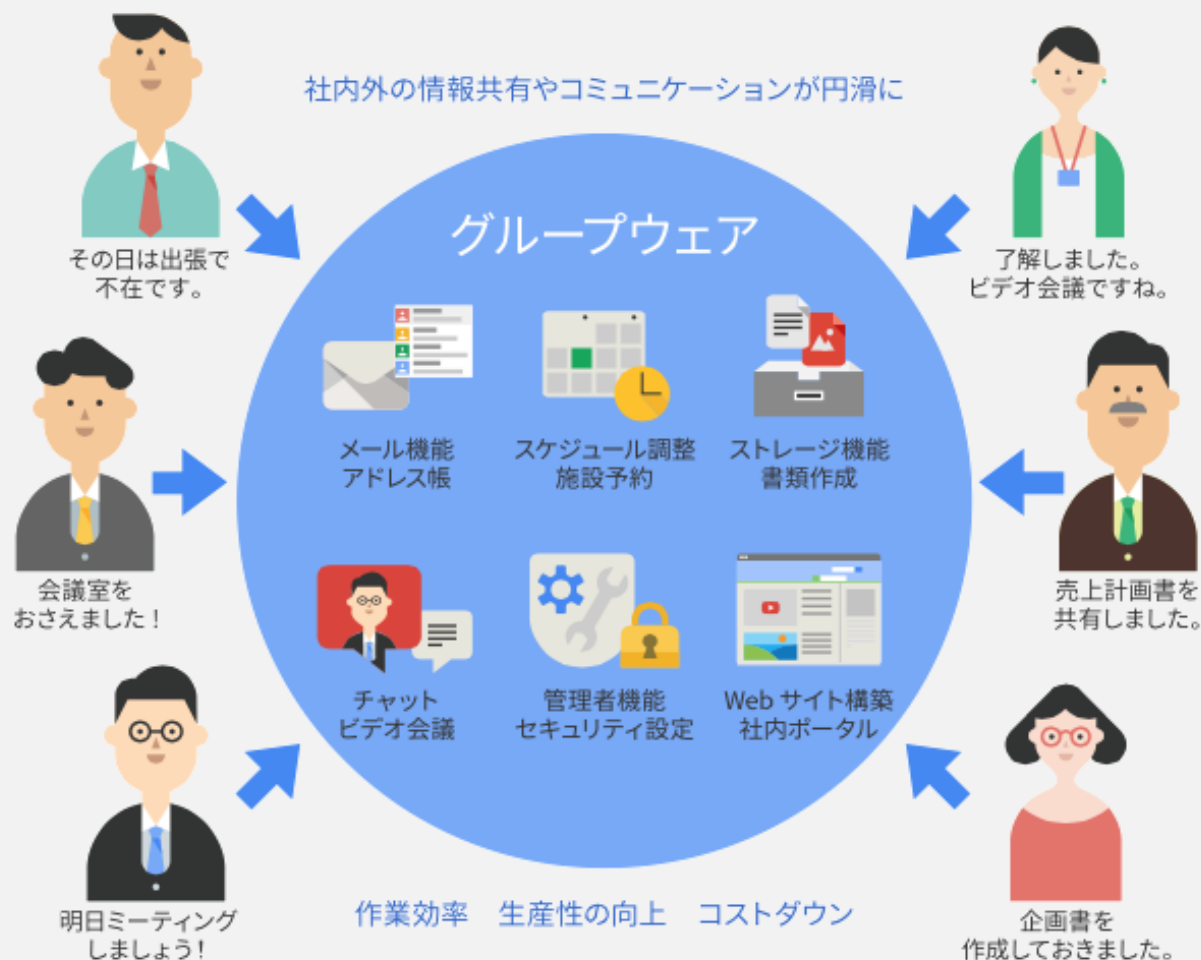 社内外の情報共有やコミュニケーションが円滑に
グループウェア
その日は出張で
不在です。
了解しました。
ビデオ会議ですね。
メール機能
アドレス帳
スケジュール調整
施設予約
ストレージ機能
書類作成
会議室を
おさえました！
売上計画書を
共有しました。
チャット
ビデオ会議
管理者機能
セキュリティ設定
Web サイト構築
社内ポータル
明日ミーティング
しましょう！
作業効率　生産性の向上　コストダウン
企画書を
作成しておきました。